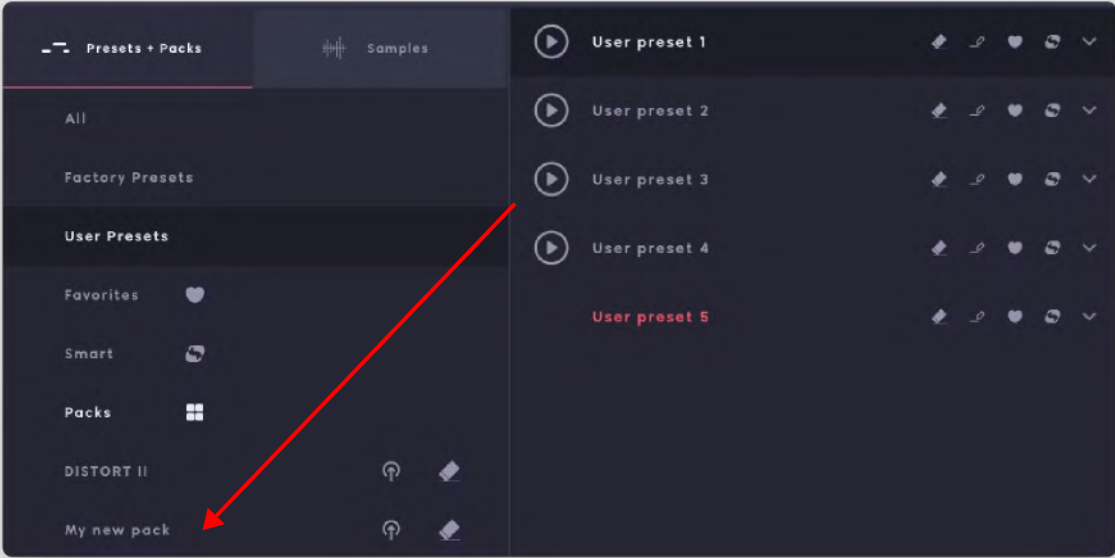 Presets + Packs
Samples
All
Factory Presets
User Presets
Favorites
Smart
Packs
DISTORT II
My new pack
User preset 1
User preset 2
User preset 3
User preset 4
User preset 5